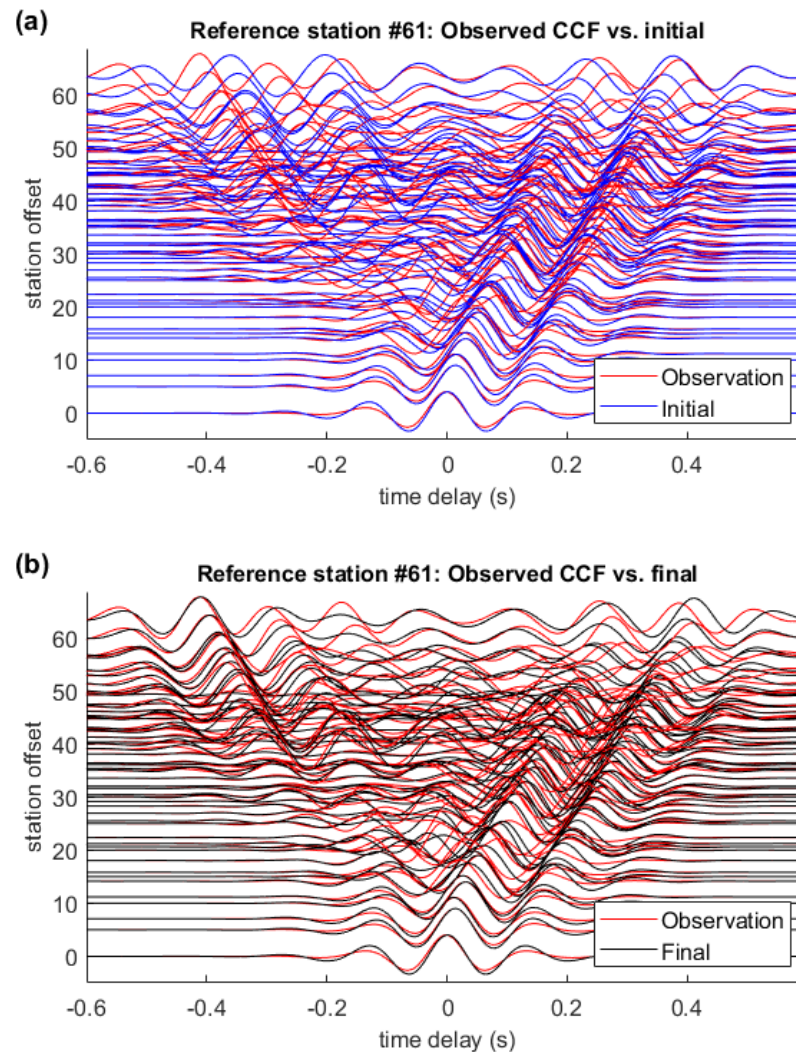 (a)
Reference station #61: Observed CCF vs. initial
station offset
60
50
40
30
20
10
0
Observation
Initial
-0.6 -0.4 -0.2 0 0.2 0.4
time delay (s)
(b)
Reference station #61: Observed CCF vs. final
station offset
60
50
40
30
20
10
0
Observation
Final
-0.6 -0.4 -0.2 0 0.2 0.4
time delay (s)